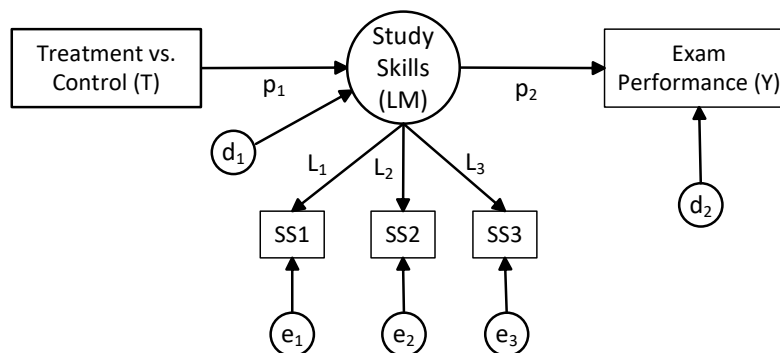 Treatment vs.
Control (T)
Study
Skills
(LM)
Exam
Performance (Y)
p₁
p₂
d₁
L₁
L₂
L₃
d₂
SS1
SS2
SS3
e₁
e₂
e₃